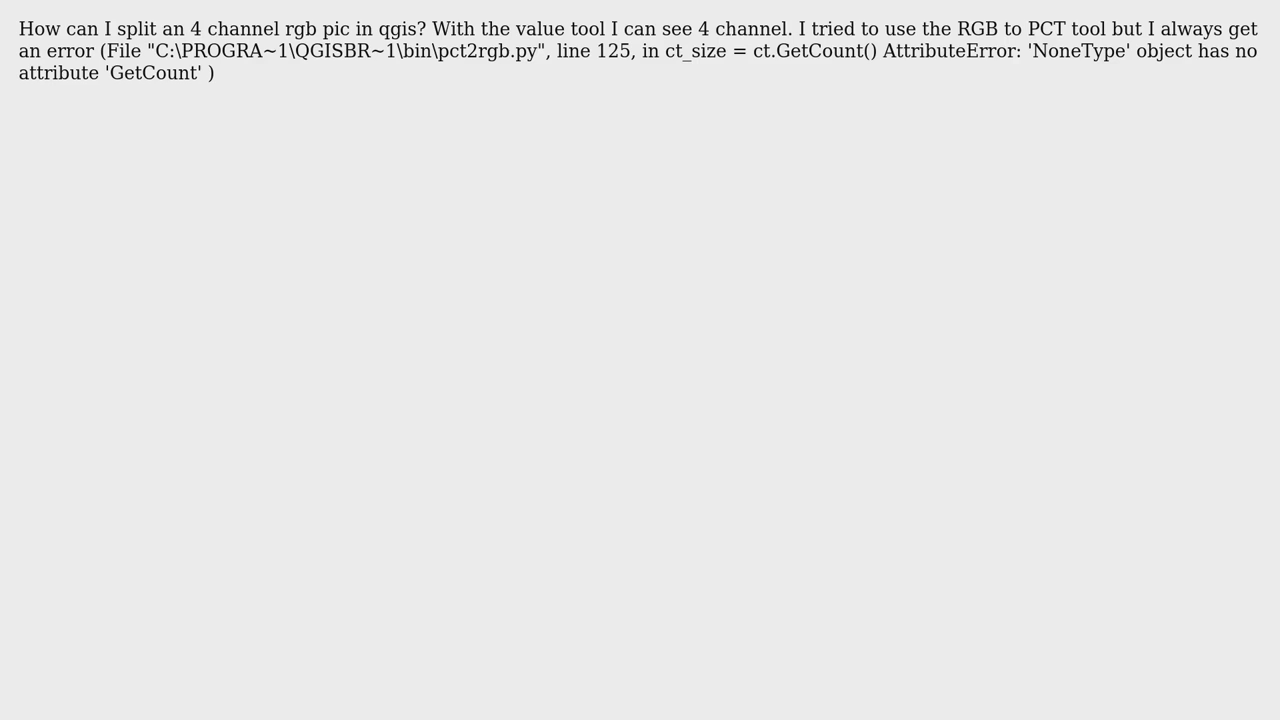 How can I split an 4 channel rgb pic in qgis? With the value tool I can see 4 channel. I tried to use the RGB to PCT tool but I always get
an error (File "C:\PROGRA~1\QGISBR~1\bin\pct2rgb.py", line 125, in ct_size = ct.GetCount() AttributeError: 'NoneType' object has no
attribute 'GetCount' )